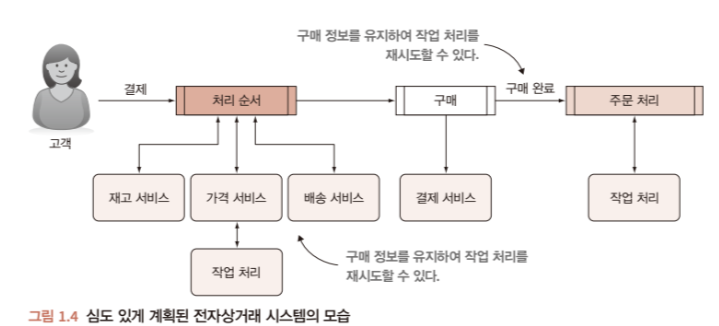 구매 정보를 유지하여 작업 처리를
재시도할 수 있다.
결제
처리 순서
구매
구매 완료
주문 처리
고객
재고 서비스
가격 서비스
배송 서비스
결제 서비스
작업 처리
구매 정보를 유지하여 작업 처리를
재시도할 수 있다.
작업 처리
그림 1.4 심도 있게 계획된 전자상거래 시스템의 모습